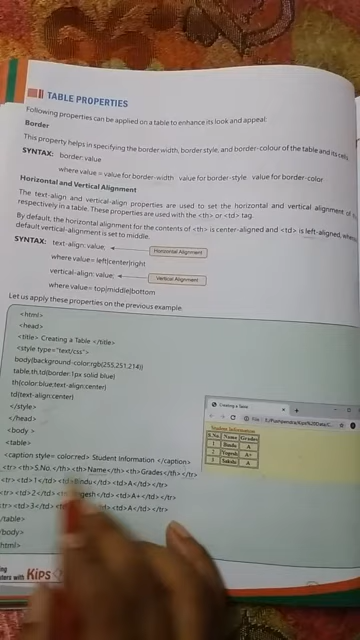 TABLE PROPERTIES
Following properties can be applied on a table to enhance its look and appeal
Border
This property helps in specifying the border width, border style, and border-colour of the table and its cells
SYNTAX: border: value
where value = value for border-width value for border-style value for border-color
Horizontal and Vertical Alignment
The text-align and vertical-align properties are used to set the horizontal and vertical alignment of
respectively in a table. These properties are used with the <th> or <td> tag.
By default, the horizontal alignment for the contents of <th> is center-aligned and <td> is left-aligned,
default vertical-alignment is set to middle.
SYNTAX: text-align: value; Horizontal Alignment
where value= left|center|right
vertical-align: value; Vertical Alignment
where value= top|middle|bottom
Let us apply these properties on the previous example
<html>
<head>
<title> Creating a Table </title>
<style type="text/css">
body{background-color:rgb(255,251,214)}
table,th,td{border:1px solid blue}
th{color:blue;text-align:center}
td{text-align:center}
</style>
</head>
<body >
<table>
<caption style= color:red> Student Information </caption>
<tr> <th> S.No. </th> <th> Name</th> <th>Grades</th> </tr>
<tr> <td> 1</td> <td> Bindu</td> <td>A</td> </tr>
<tr> <td> 2</td> </td> <td>A+</td> </tr>
<tr> <td>3</td> </td> <td>A</td> </tr>
/table>
/body>
html>
Creating a Table
File
Student Information
S.No. Name Grades
1 Bindu A
2 Yogesh A+
3 Saksha A
KIPS